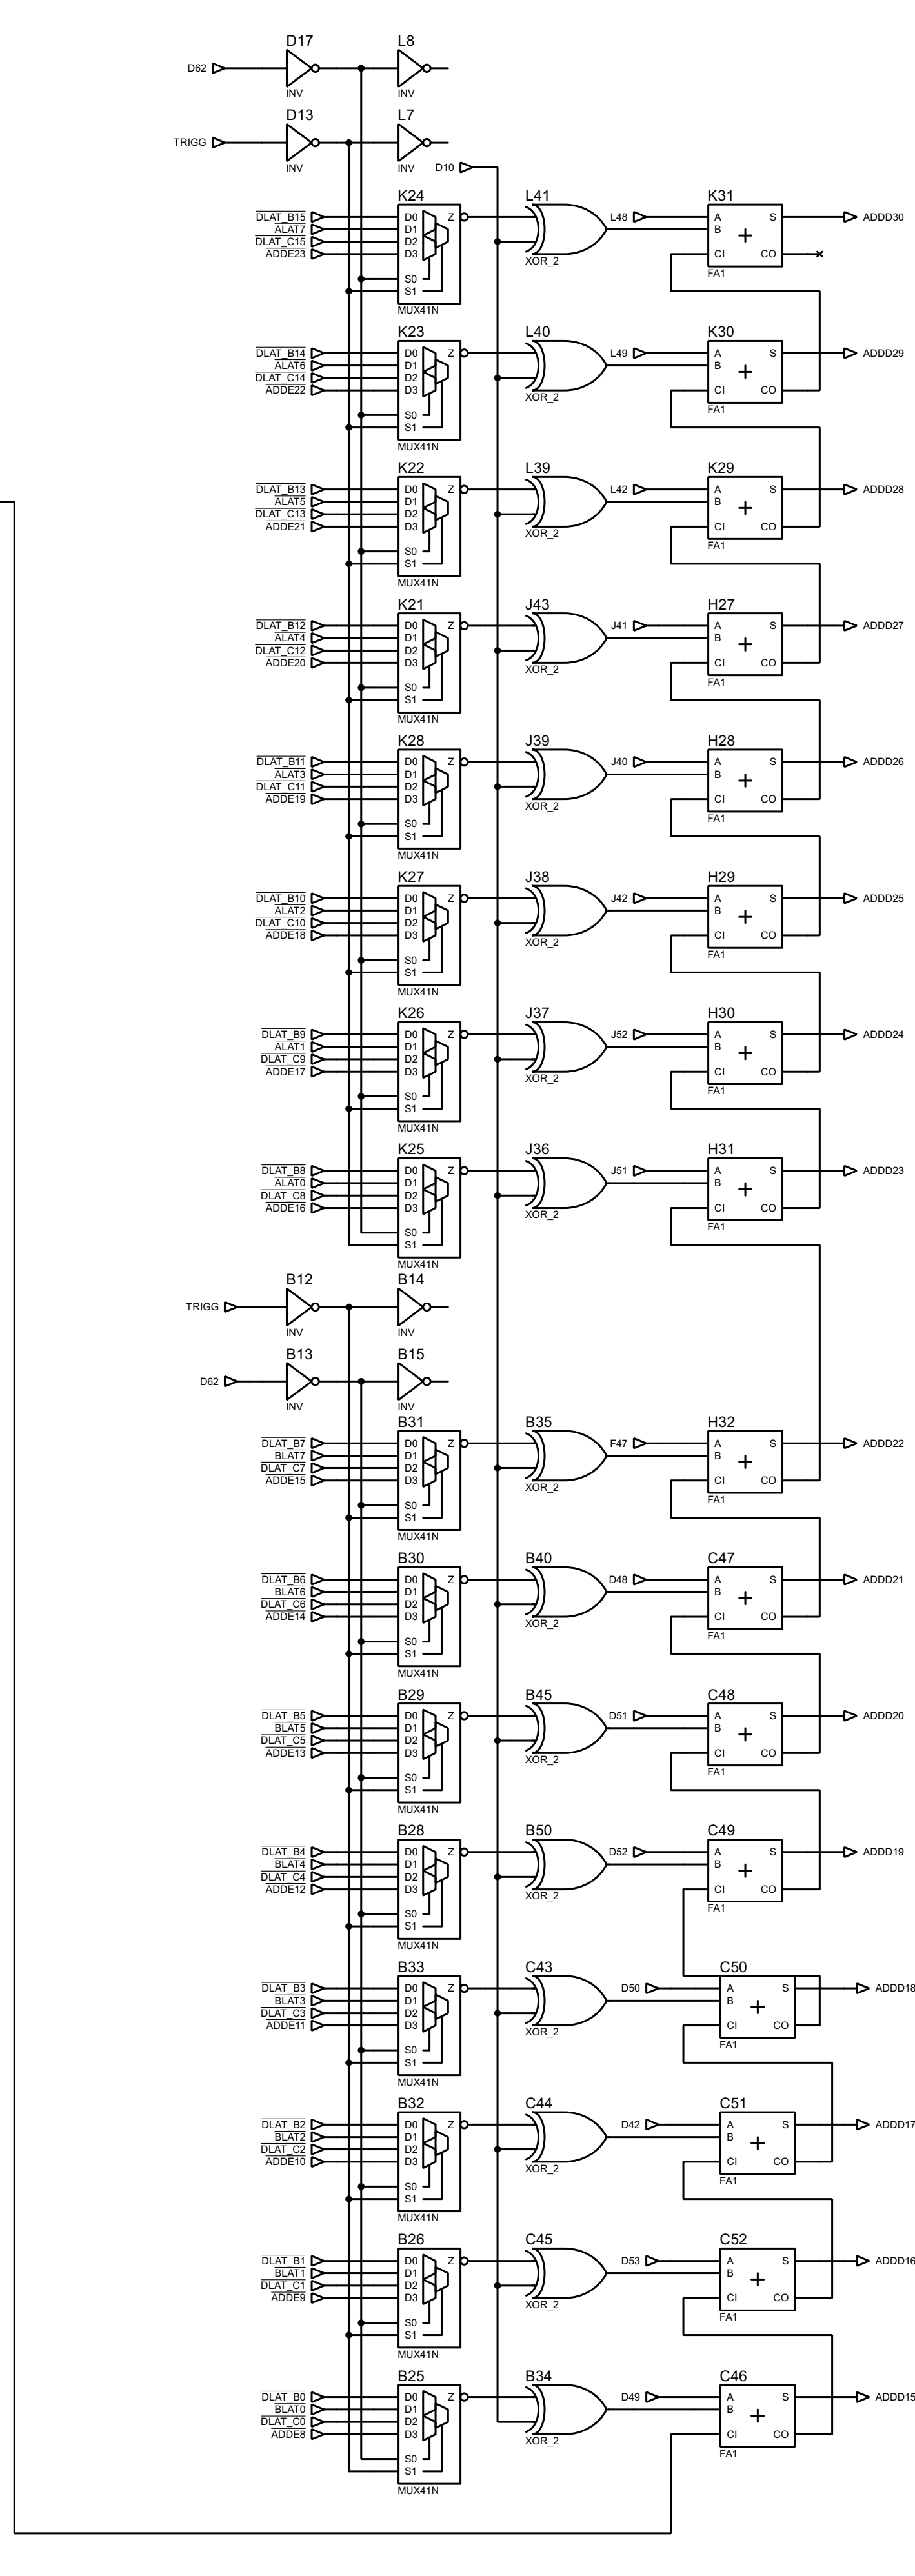 D17 L8
D62
INV INV
D13 L7
TRIGG
INV INV
D10
K24 L41 K31
DLAT_B15 D0 Z L48 A S ADDD30
ALAT7 D1 B
DLAT_C15 D2 +
ADDE23 D3 CI CO
XOR_2
FA1
S0
S1
MUX41N
K23 L40 K30
DLAT_B14 D0 Z L49 A S ADDD29
ALAT6 D1 B
DLAT_C14 D2 +
ADDE22 D3 CI CO
XOR_2
FA1
S0
S1
MUX41N
K22 L39 K29
DLAT_B13 D0 Z L42 A S ADDD28
ALAT5 D1 B
DLAT_C13 D2 +
ADDE21 D3 CI CO
XOR_2
FA1
S0
S1
MUX41N
K21 J43 H27
DLAT_B12 D0 Z J41 A S ADDD27
ALAT4 D1 B
DLAT_C12 D2 +
ADDE20 D3 CI CO
XOR_2
FA1
S0
S1
MUX41N
K28 J39 H28
DLAT_B11 D0 Z J40 A S ADDD26
ALAT3 D1 B
DLAT_C11 D2 +
ADDE19 D3 CI CO
XOR_2
FA1
S0
S1
MUX41N
K27 J38 H29
DLAT_B10 D0 Z J42 A S ADDD25
ALAT2 D1 B
DLAT_C10 D2 +
ADDE18 D3 CI CO
XOR_2
FA1
S0
S1
MUX41N
K26 J37 H30
DLAT_B9 D0 Z J52 A S ADDD24
ALAT1 D1 B
DLAT_C9 D2 +
ADDE17 D3 CI CO
XOR_2
FA1
S0
S1
MUX41N
K25 J36 H31
DLAT_B8 D0 Z J51 A S ADDD23
ALAT0 D1 B
DLAT_C8 D2 +
ADDE16 D3 CI CO
XOR_2
FA1
S0
S1
MUX41N
B12 B14
TRIGG
INV INV
B13 B15
D62
INV INV
B31 B35 H32
DLAT_B7 D0 Z F47 A S ADDD22
BLAT7 D1 B
DLAT_C7 D2 +
ADDE15 D3 CI CO
XOR_2
FA1
S0
S1
MUX41N
B30 B40 C47
DLAT_B6 D0 Z D48 A S ADDD21
BLAT6 D1 B
DLAT_C6 D2 +
ADDE14 D3 CI CO
XOR_2
FA1
S0
S1
MUX41N
B29 B45 C48
DLAT_B5 D0 Z D51 A S ADDD20
BLAT5 D1 B
DLAT_C5 D2 +
ADDE13 D3 CI CO
XOR_2
FA1
S0
S1
MUX41N
B28 B50 C49
DLAT_B4 D0 Z D52 A S ADDD19
BLAT4 D1 B
DLAT_C4 D2 +
ADDE12 D3 CI CO
XOR_2
FA1
S0
S1
MUX41N
B33 C43 C50
DLAT_B3 D0 Z D50 A S ADDD18
BLAT3 D1 B
DLAT_C3 D2 +
ADDE11 D3 CI CO
XOR_2
FA1
S0
S1
MUX41N
B32 C44 C51
DLAT_B2 D0 Z D42 A S ADDD17
BLAT2 D1 B
DLAT_C2 D2 +
ADDE10 D3 CI CO
XOR_2
FA1
S0
S1
MUX41N
B26 C45 C52
DLAT_B1 D0 Z D53 A S ADDD16
BLAT1 D1 B
DLAT_C1 D2 +
ADDE9 D3 CI CO
XOR_2
FA1
S0
S1
MUX41N
B25 B34 C46
DLAT_B0 D0 Z D49 A S ADDD15
BLAT0 D1 B
DLAT_C0 D2 +
ADDE8 D3 CI CO
XOR_2
FA1
S0
S1
MUX41N